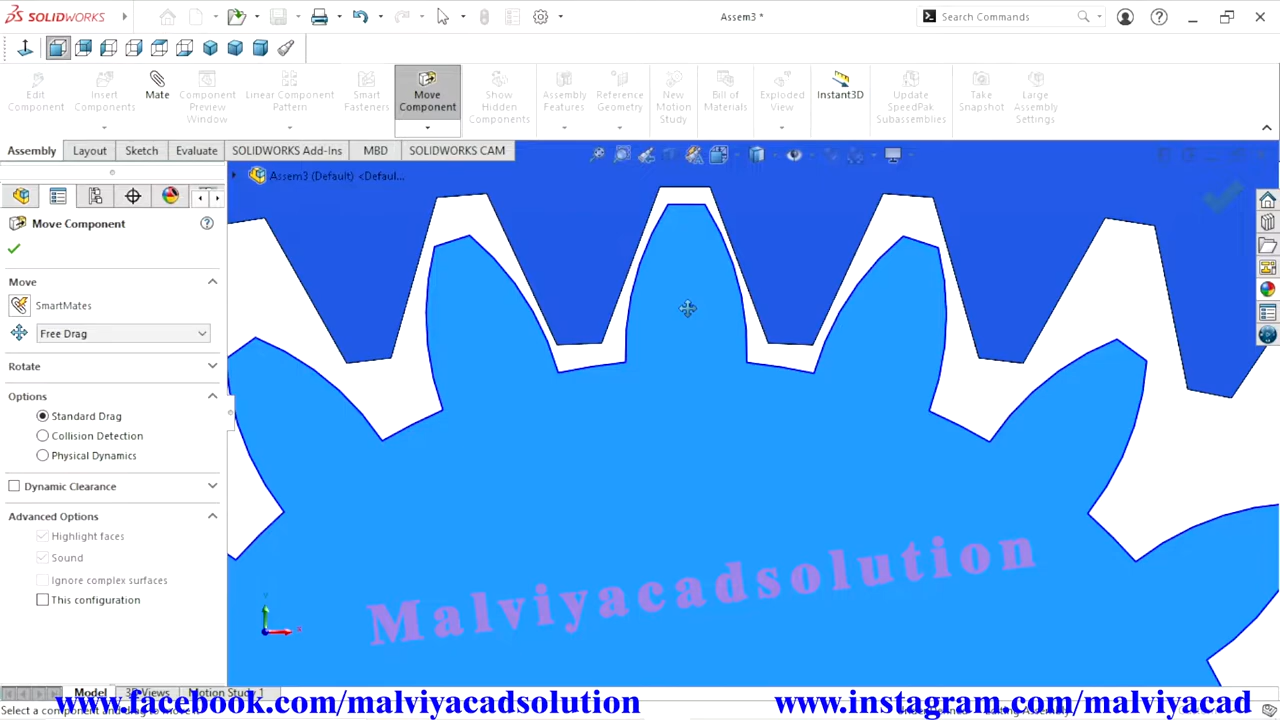 SOLIDWORKS
Assem3 *
Search Commands
Edit Component
Insert Components
Mate
Component Preview Window
Linear Component Pattern
Smart Fasteners
Move Component
Show Hidden Components
Assembly Features
Reference Geometry
New Motion Study
Bill of Materials
Exploded View
Instant3D
Update SpeedPak Subassemblies
Take Snapshot
Large Assembly Settings
Assembly
Layout
Sketch
Evaluate
SOLIDWORKS Add-Ins
MBD
SOLIDWORKS CAM
Assem3 (Default) <Defaul...
Move Component
Move
SmartMates
Free Drag
Rotate
Options
Standard Drag
Collision Detection
Physical Dynamics
Dynamic Clearance
Advanced Options
Highlight faces
Sound
Ignore complex surfaces
This configuration
Malviyacadsolution
Model
Motion Study 1
www.facebook.com/malviyacadsolution
www.instagram.com/malviyacad